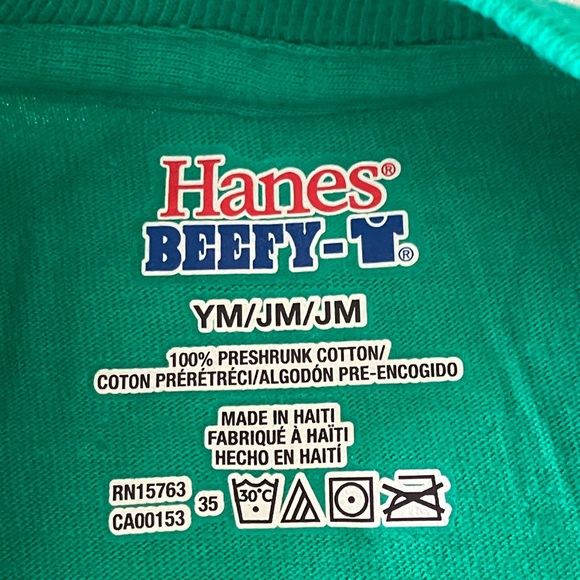 Hanes®
BEEFY-T®
YM/JM/JM
100% PRESHRUNK COTTON/
COTON PRÉRÉTRÉCI/ALGODÓN PRE-ENCOGIDO
MADE IN HAITI
FABRIQUÉ À HAÏTI
HECHO EN HAITÍ
RN15763
CA00153
35
30°C